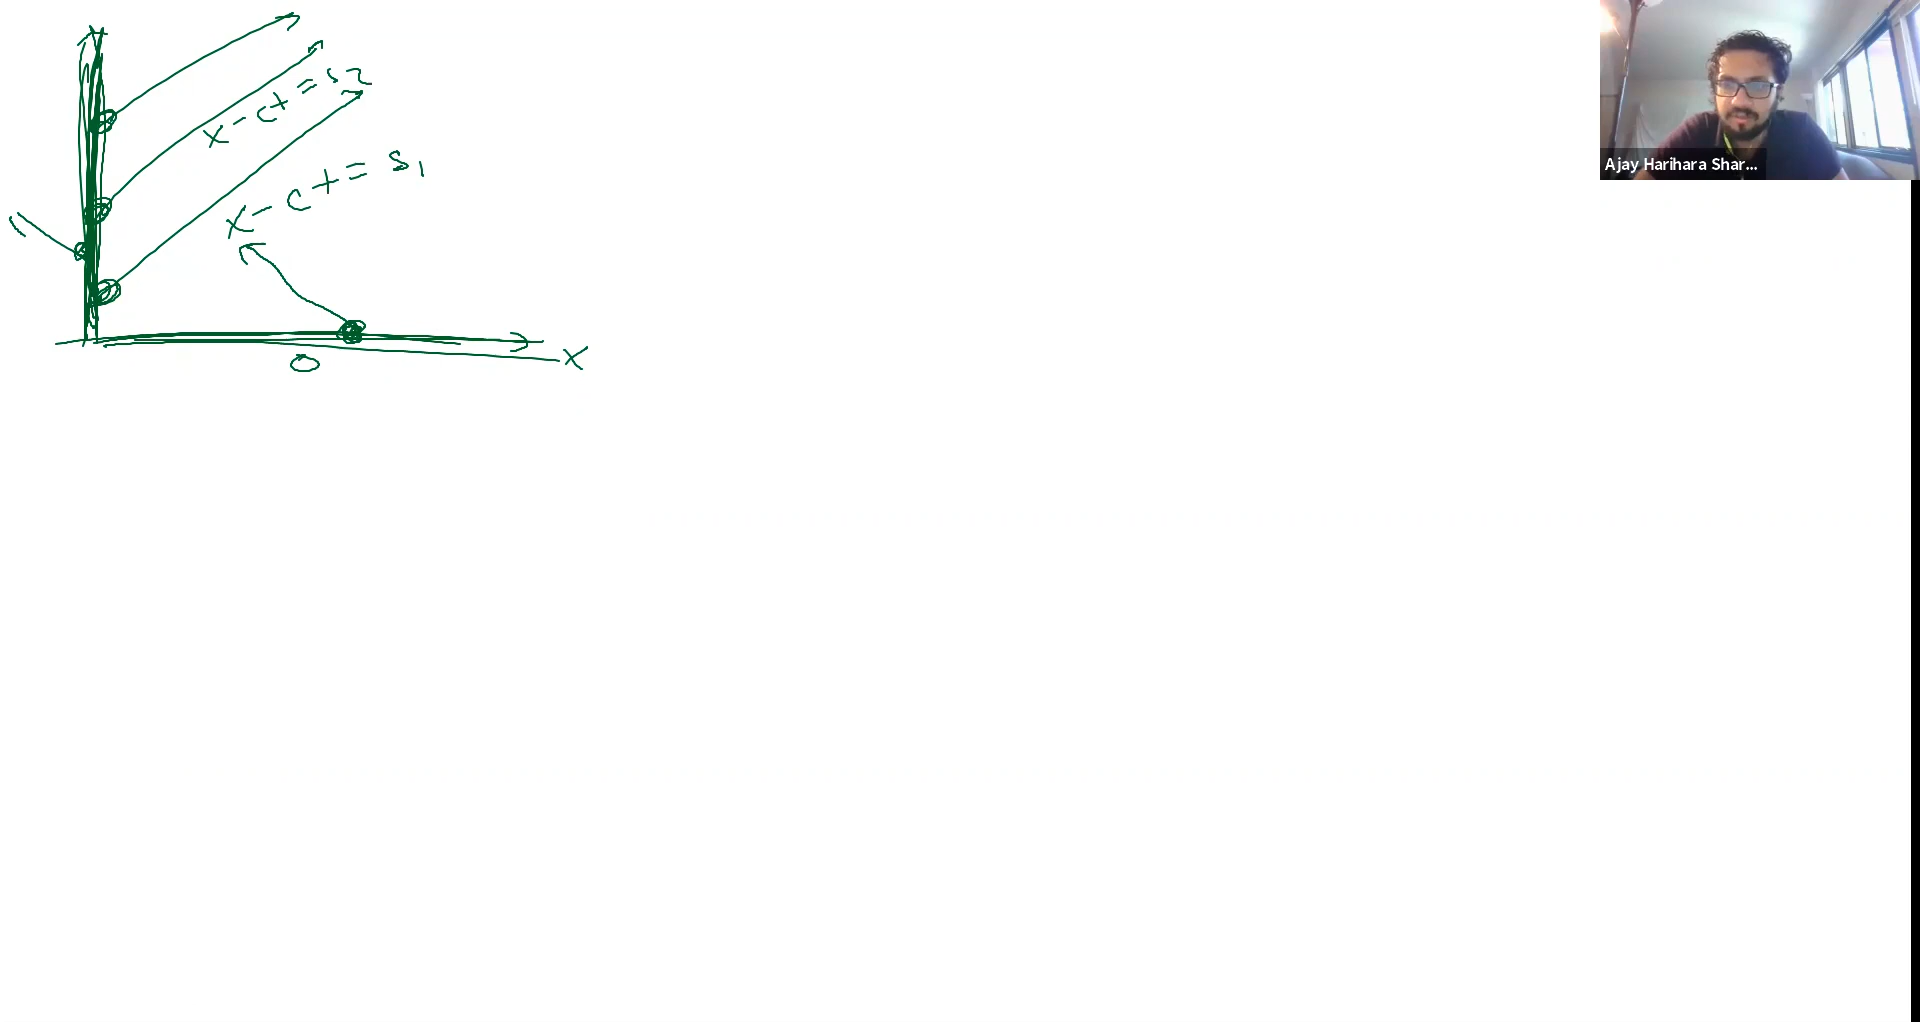 x - ct = s2
x - ct = s1
0
x
Ajay Harihara Shar...